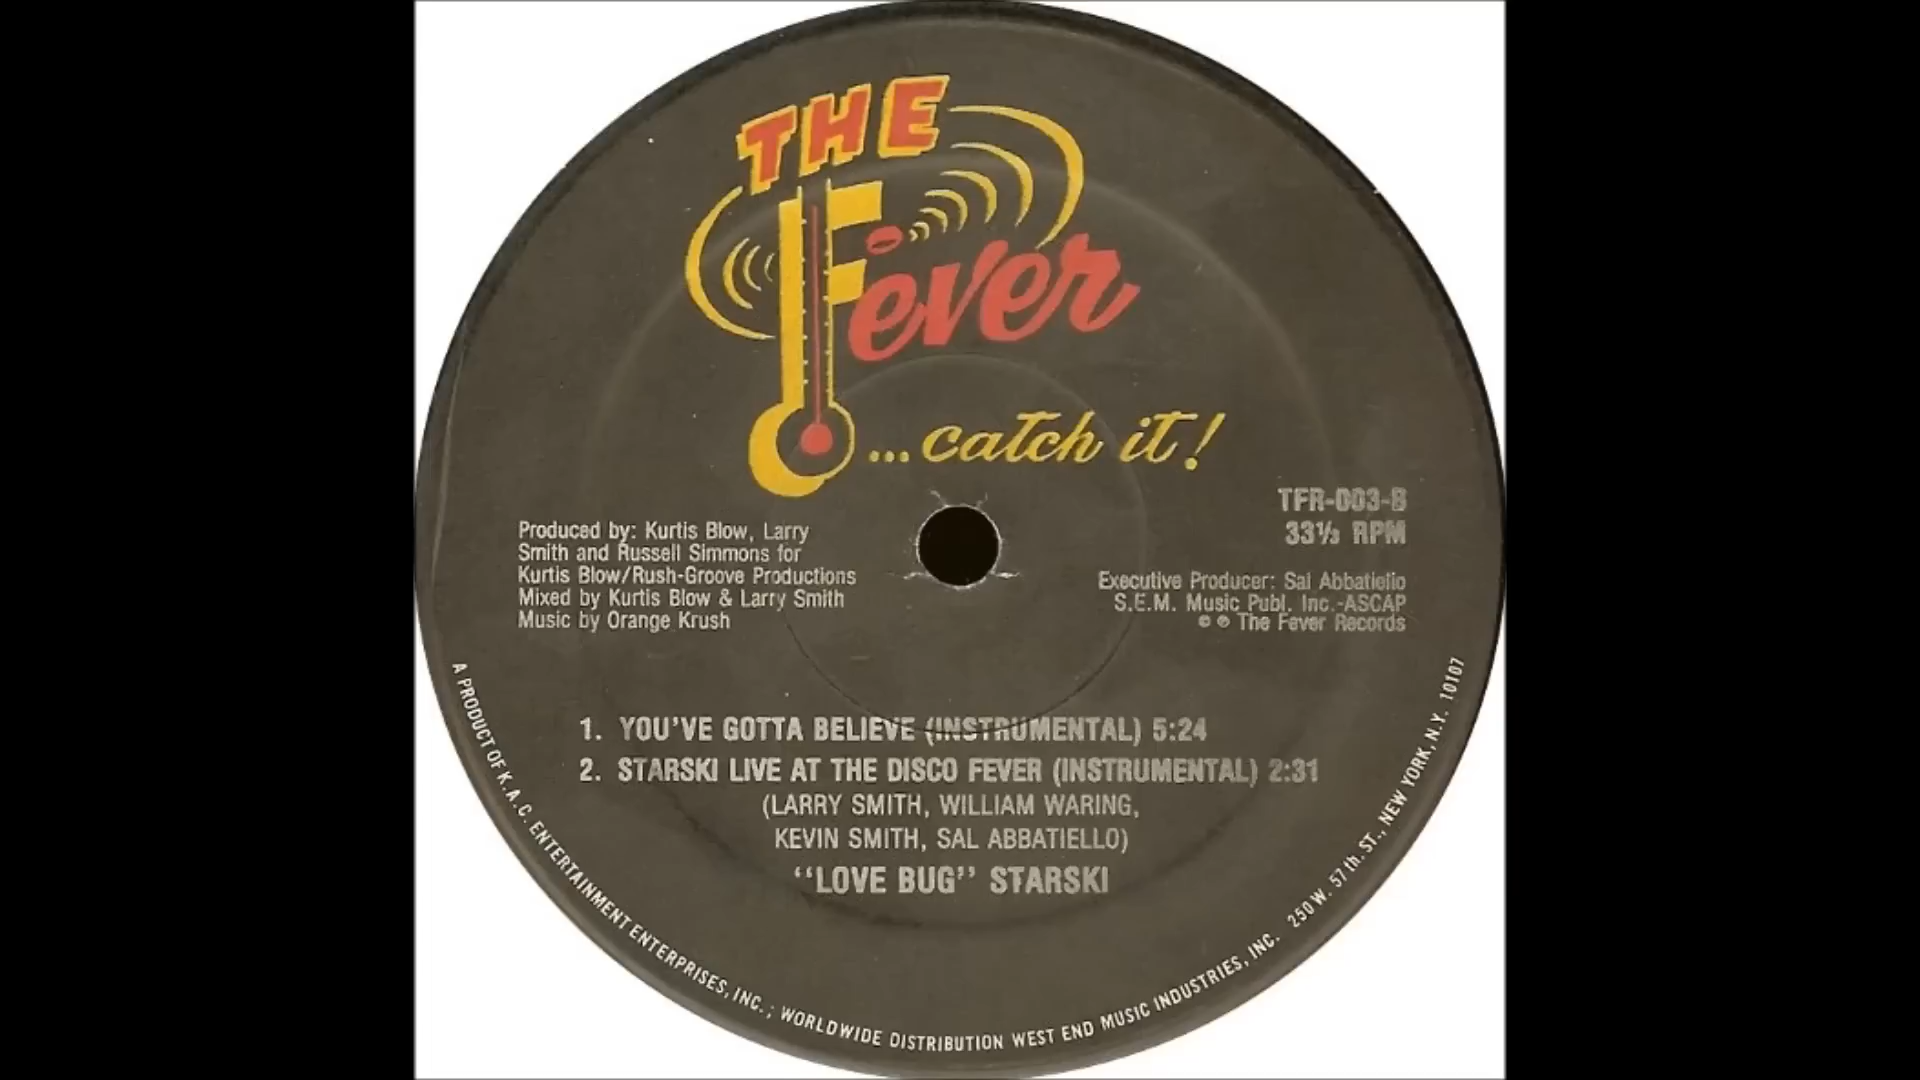 THE
Fever
...catch it!
TFR-003-B
33⅓ RPM
Produced by: Kurtis Blow, Larry
Smith and Russell Simmons for
Kurtis Blow/Rush-Groove Productions
Mixed by Kurtis Blow & Larry Smith
Music by Orange Krush
Executive Producer: Sal Abbatiello
S.E.M. Music Publ. Inc.-ASCAP
© ℗ The Fever Records
1. YOU'VE GOTTA BELIEVE (INSTRUMENTAL) 5:24
2. STARSKI LIVE AT THE DISCO FEVER (INSTRUMENTAL) 2:31
(LARRY SMITH, WILLIAM WARING,
KEVIN SMITH, SAL ABBATIELLO)
“LOVE BUG” STARSKI
A PRODUCT OF K.A.C. ENTERTAINMENT ENTERPRISES, INC.; WORLDWIDE DISTRIBUTION WEST END MUSIC INDUSTRIES, INC. 250 W. 57th. ST., NEW YORK, N.Y. 10107